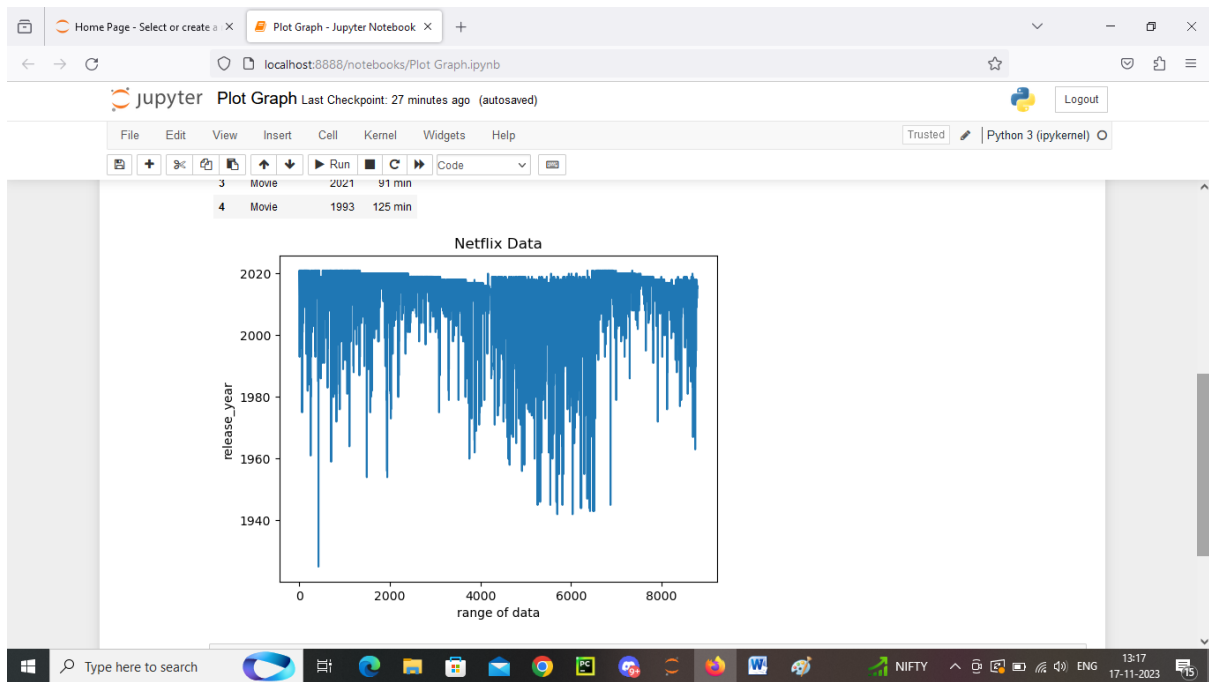 Home Page - Select or create a
Plot Graph - Jupyter Notebook
localhost:8888/notebooks/Plot Graph.ipynb
jupyter Plot Graph Last Checkpoint: 27 minutes ago (autosaved)
Logout
File Edit View Insert Cell Kernel Widgets Help
Trusted Python 3 (ipykernel)
Run Code
3 Movie 2021 91 min
4 Movie 1993 125 min
Netflix Data
2020
2000
1980
1960
1940
release_year
0 2000 4000 6000 8000
range of data
Type here to search
PC
9+
W
NIFTY
ENG
13:17
17-11-2023
15